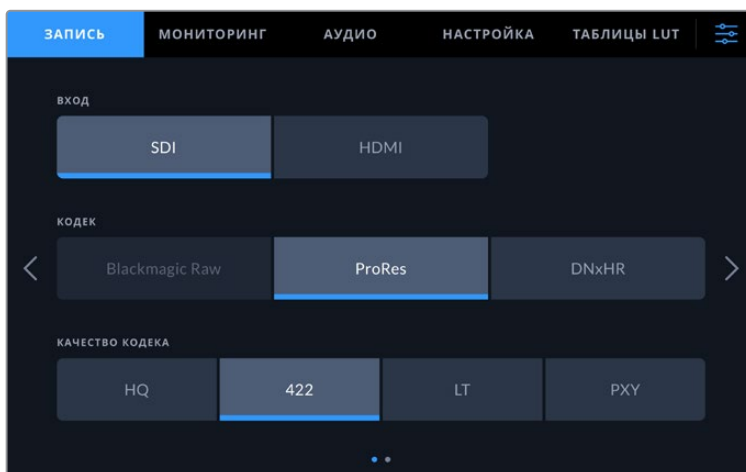 ЗАПИСЬ МОНИТОРИНГ АУДИО НАСТРОЙКА ТАБЛИЦЫ LUT
ВХОД
SDI HDMI
КОДЕК
Blackmagic Raw ProRes DNxHR
КАЧЕСТВО КОДЕКА
HQ 422 LT PXY